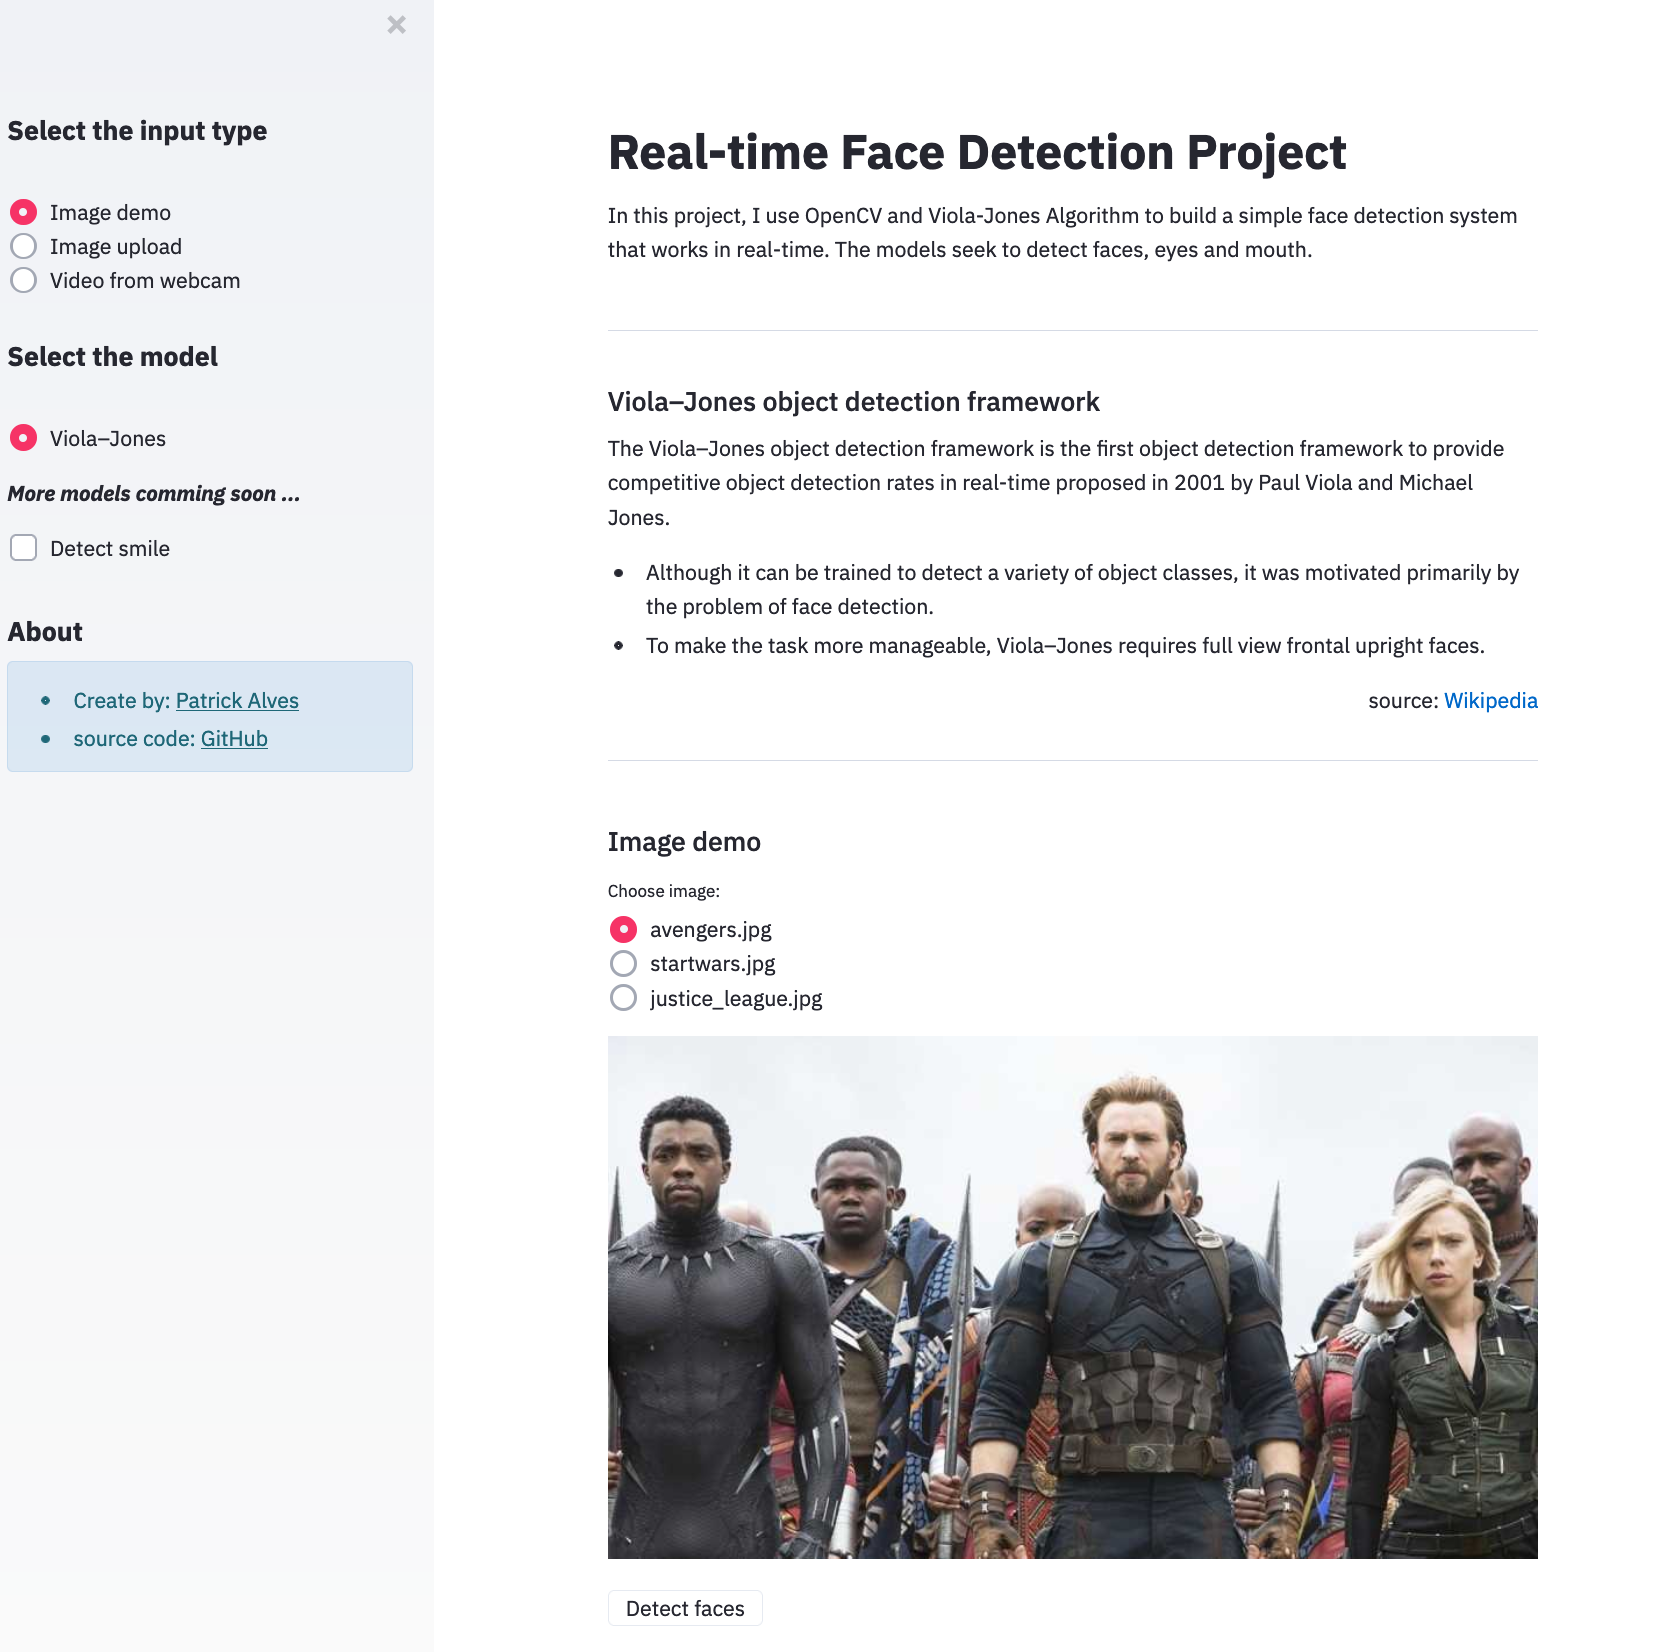 ×
Select the input type
Image demo
Image upload
Video from webcam
Select the model
Viola–Jones
More models comming soon ...
Detect smile
About
Create by: Patrick Alves
source code: GitHub
Real-time Face Detection Project
In this project, I use OpenCV and Viola-Jones Algorithm to build a simple face detection system
that works in real-time. The models seek to detect faces, eyes and mouth.
Viola–Jones object detection framework
The Viola–Jones object detection framework is the first object detection framework to provide
competitive object detection rates in real-time proposed in 2001 by Paul Viola and Michael
Jones.
Although it can be trained to detect a variety of object classes, it was motivated primarily by
the problem of face detection.
To make the task more manageable, Viola–Jones requires full view frontal upright faces.
source: Wikipedia
Image demo
Choose image:
avengers.jpg
startwars.jpg
justice_league.jpg
Detect faces